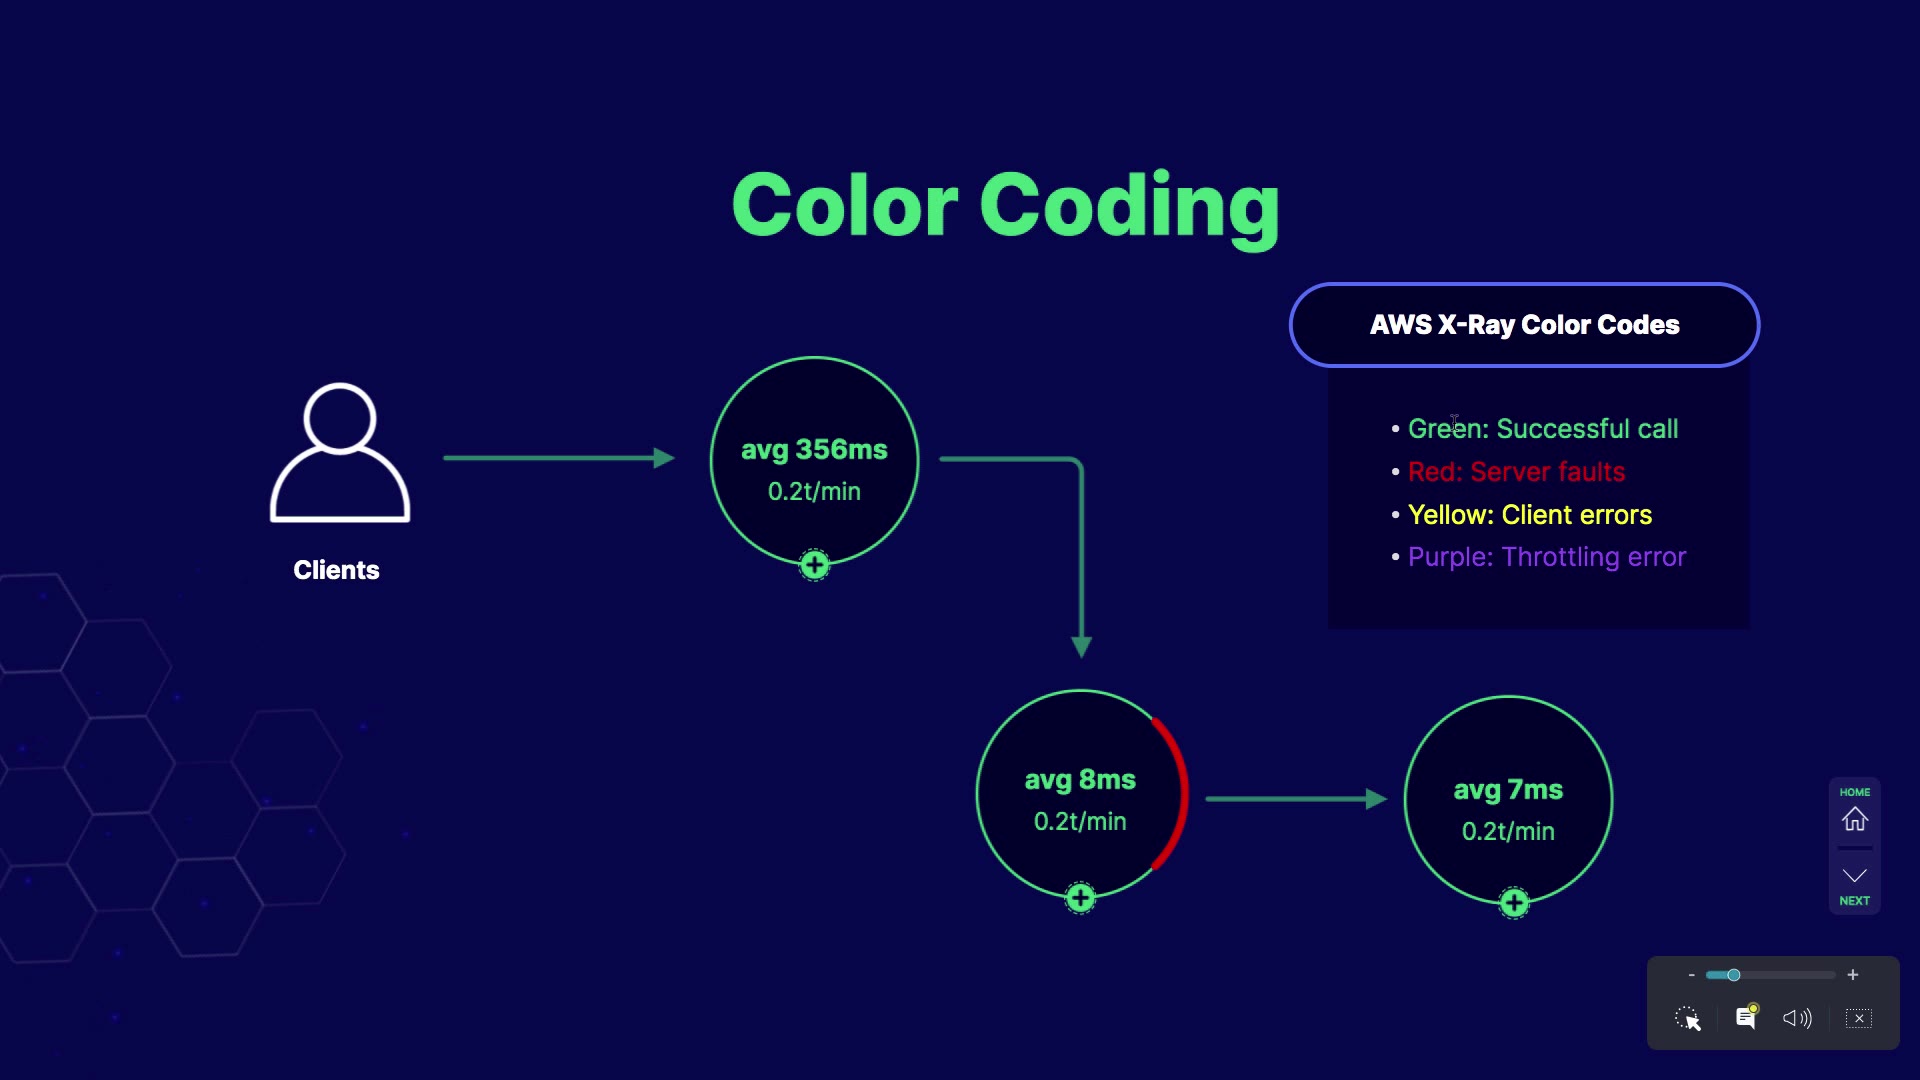 Color Coding
AWS X-Ray Color Codes
• Green: Successful call
• Red: Server faults
• Yellow: Client errors
• Purple: Throttling error
Clients
avg 356ms
0.2t/min
avg 8ms
0.2t/min
avg 7ms
0.2t/min
HOME
NEXT